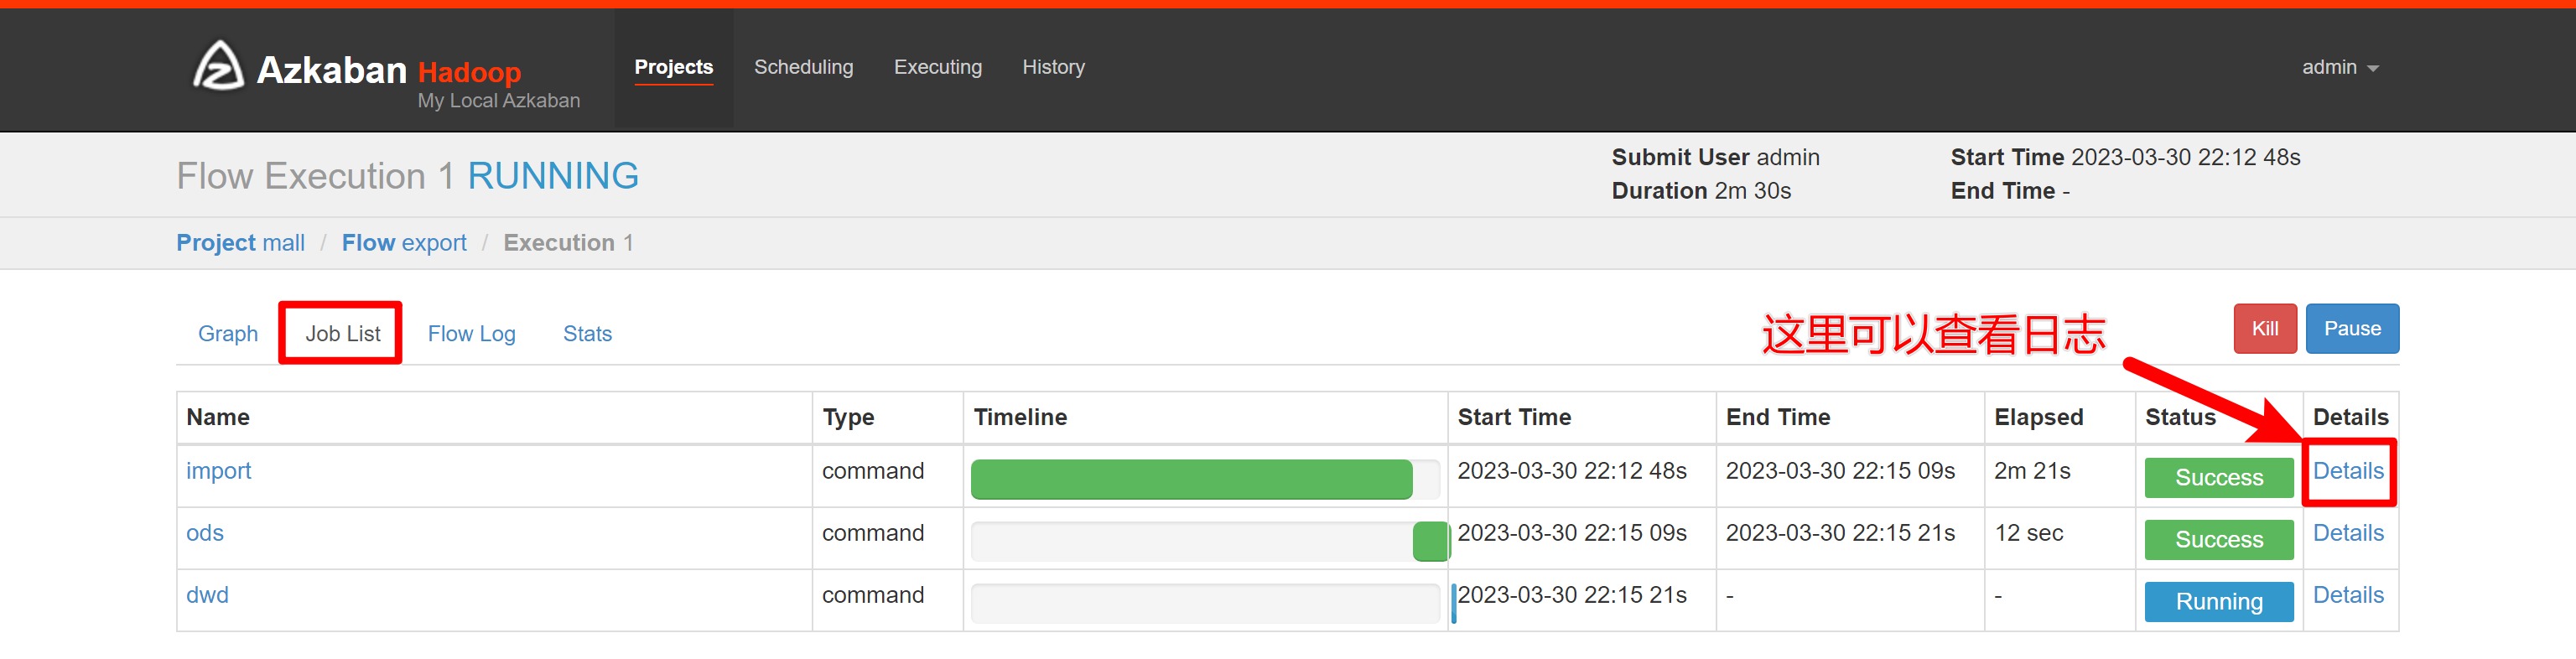 Azkaban Hadoop
My Local Azkaban
Projects Scheduling Executing History admin
Flow Execution 1 RUNNING
Submit User admin Start Time 2023-03-30 22:12 48s
Duration 2m 30s End Time -
Project mall / Flow export / Execution 1
Graph Job List Flow Log Stats 这里可以查看日志 Kill Pause
Name Type Timeline Start Time End Time Elapsed Status Details
import command 2023-03-30 22:12 48s 2023-03-30 22:15 09s 2m 21s Success Details
ods command 2023-03-30 22:15 09s 2023-03-30 22:15 21s 12 sec Success Details
dwd command 2023-03-30 22:15 21s - - Running Details